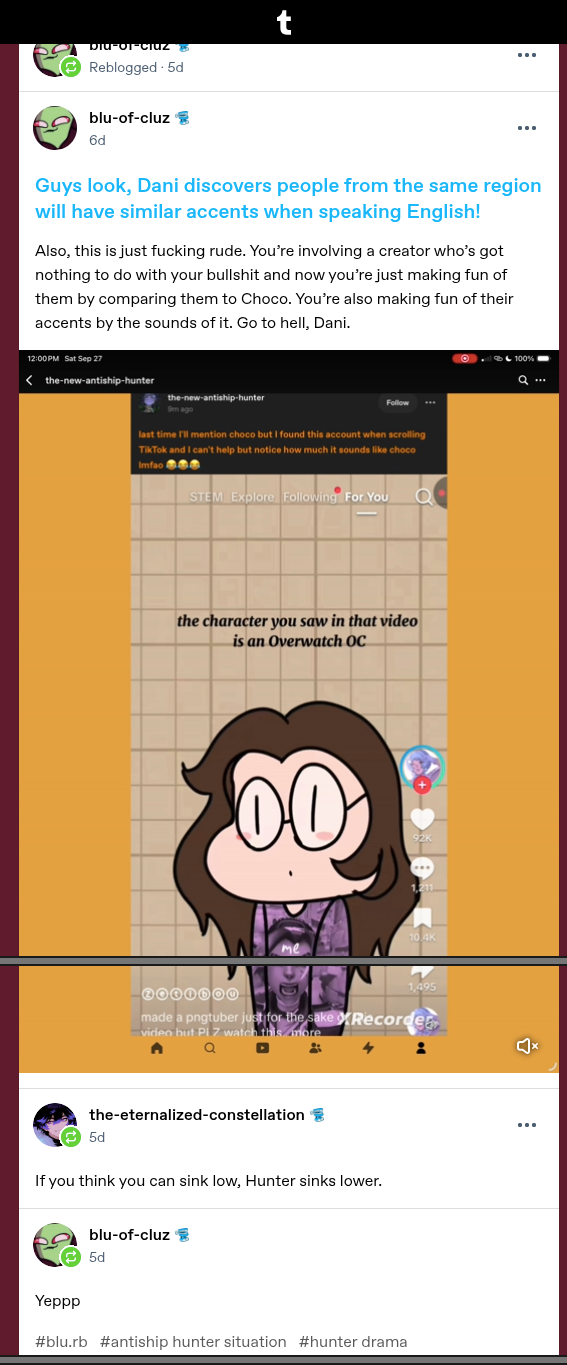 t
blu-of-cluz
Reblogged · 5d
blu-of-cluz
6d
Guys look, Dani discovers people from the same region
will have similar accents when speaking English!
Also, this is just fucking rude. You’re involving a creator who’s got
nothing to do with your bullshit and now you’re just making fun of
them by comparing them to Choco. You’re also making fun of their
accents by the sounds of it. Go to hell, Dani.
12:00 PM Sat Sep 27
100%
the-new-antiship-hunter
the-new-antiship-hunter
9m ago
Follow
last time I'll mention choco but I found this account when scrolling
TikTok and I can't help but notice how much it sounds like choco
lmfao 😂😂😂
STEM Explore Following For You
the character you saw in that video
is an Overwatch OC
92K
1,211
10.4K
me
1,495
ⓩⓔⓣⓘⓑⓞⓤ
made a pngtuber just for the sake
XRecorder
video but PLZ watch this...more
the-eternalized-constellation
5d
If you think you can sink low, Hunter sinks lower.
blu-of-cluz
5d
Yeppp
#blu.rb #antiship hunter situation #hunter drama